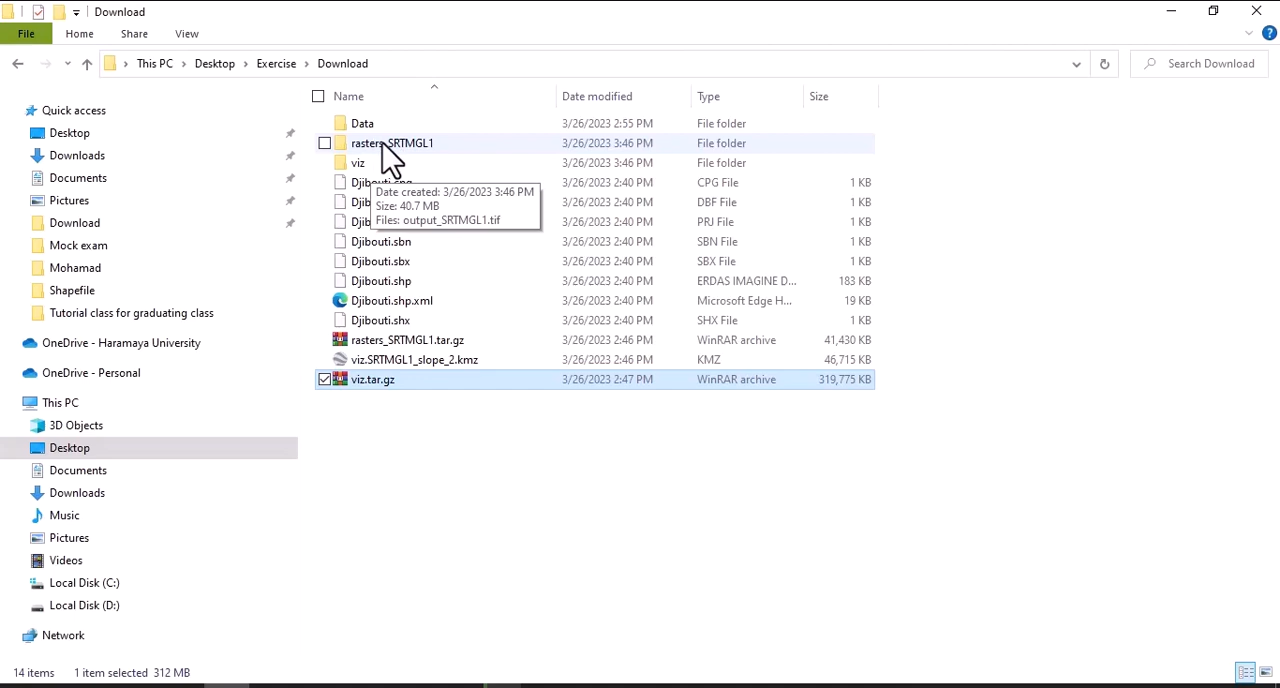 Download
File Home Share View
This PC Desktop Exercise Download
Search Download
Name Date modified Type Size
Quick access
Desktop
Downloads
Documents
Pictures
Download
Mock exam
Mohamad
Shapefile
Tutorial class for graduating class
OneDrive - Haramaya University
OneDrive - Personal
This PC
3D Objects
Desktop
Documents
Downloads
Music
Pictures
Videos
Local Disk (C:)
Local Disk (D:)
Network
Data 3/26/2023 2:55 PM File folder
rasters_SRTMGL1 3/26/2023 3:46 PM File folder
viz 3/26/2023 3:46 PM File folder
3/26/2023 2:40 PM CPG File 1 KB
3/26/2023 2:40 PM DBF File 1 KB
3/26/2023 2:40 PM PRJ File 1 KB
Date created: 3/26/2023 3:46 PM
Size: 40.7 MB
Files: output_SRTMGL1.tif
Djibouti.sbn 3/26/2023 2:40 PM SBN File 1 KB
Djibouti.sbx 3/26/2023 2:40 PM SBX File 1 KB
Djibouti.shp 3/26/2023 2:40 PM ERDAS IMAGINE D... 183 KB
Djibouti.shp.xml 3/26/2023 2:40 PM Microsoft Edge H... 19 KB
Djibouti.shx 3/26/2023 2:40 PM SHX File 1 KB
rasters_SRTMGL1.tar.gz 3/26/2023 2:46 PM WinRAR archive 41,430 KB
viz.SRTMGL1_slope_2.kmz 3/26/2023 2:46 PM KMZ 46,715 KB
viz.tar.gz 3/26/2023 2:47 PM WinRAR archive 319,775 KB
14 items 1 item selected 312 MB